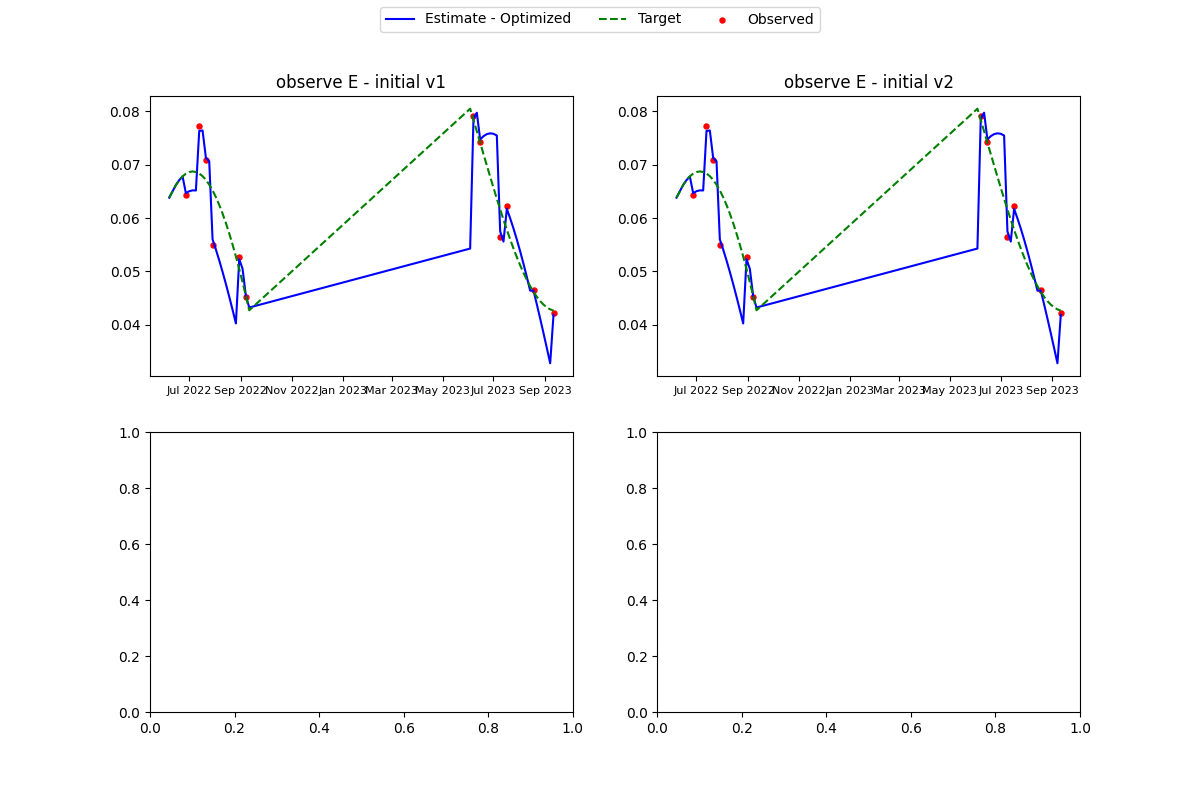 Estimate - Optimized Target Observed
observe E - initial v1 observe E - initial v2
0.08 0.08
0.07 0.07
0.06 0.06
0.05 0.05
0.04 0.04
Jul 2022 Sep 2022 Nov 2022 Jan 2023 Mar 2023 May 2023 Jul 2023 Sep 2023 Jul 2022 Sep 2022 Nov 2022 Jan 2023 Mar 2023 May 2023 Jul 2023 Sep 2023
1.0 1.0
0.8 0.8
0.6 0.6
0.4 0.4
0.2 0.2
0.0 0.0
0.0 0.2 0.4 0.6 0.8 1.0 0.0 0.2 0.4 0.6 0.8 1.0